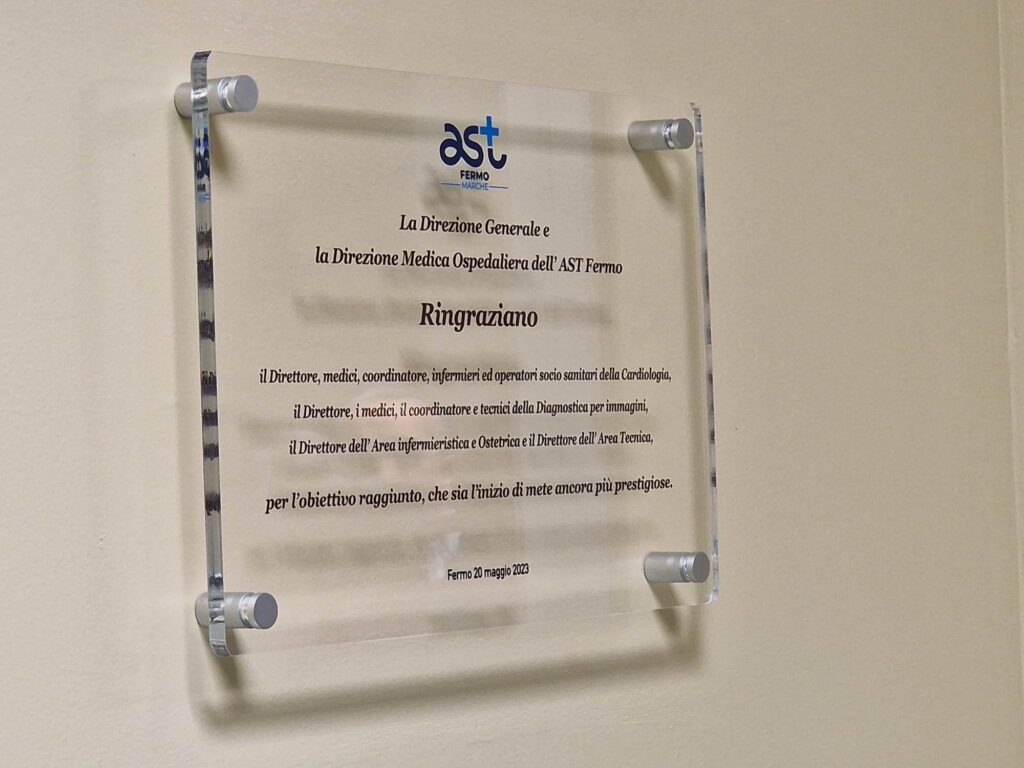 ast
FERMO
MARCHE
La Direzione Generale e
la Direzione Medica Ospedaliera dell' AST Fermo
Ringraziano
il Direttore, medici, coordinatore, infermieri ed operatori socio sanitari della Cardiologia,
il Direttore, i medici, il coordinatore e tecnici della Diagnostica per immagini,
il Direttore dell' Area infermieristica e Ostetrica e il Direttore dell' Area Tecnica,
per l'obiettivo raggiunto, che sia l'inizio di mete ancora più prestigiose.
Fermo 20 maggio 2023